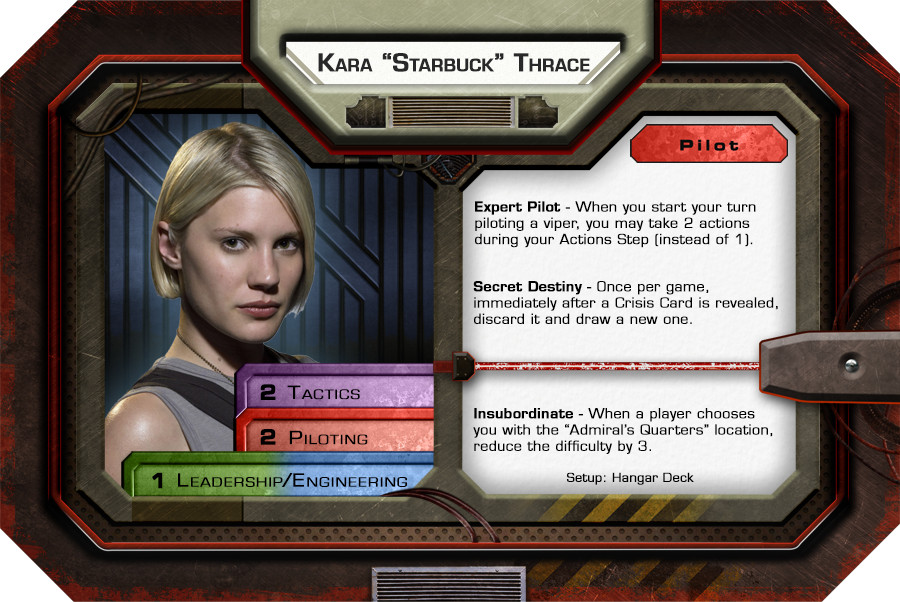 Kara “Starbuck” Thrace
Pilot
Expert Pilot - When you start your turn
piloting a viper, you may take 2 actions
during your Actions Step (instead of 1).
Secret Destiny - Once per game,
immediately after a Crisis Card is revealed,
discard it and draw a new one.
Insubordinate - When a player chooses
you with the “Admiral’s Quarters” location,
reduce the difficulty by 3.
Setup: Hangar Deck
2 Tactics
2 Piloting
1 Leadership/Engineering